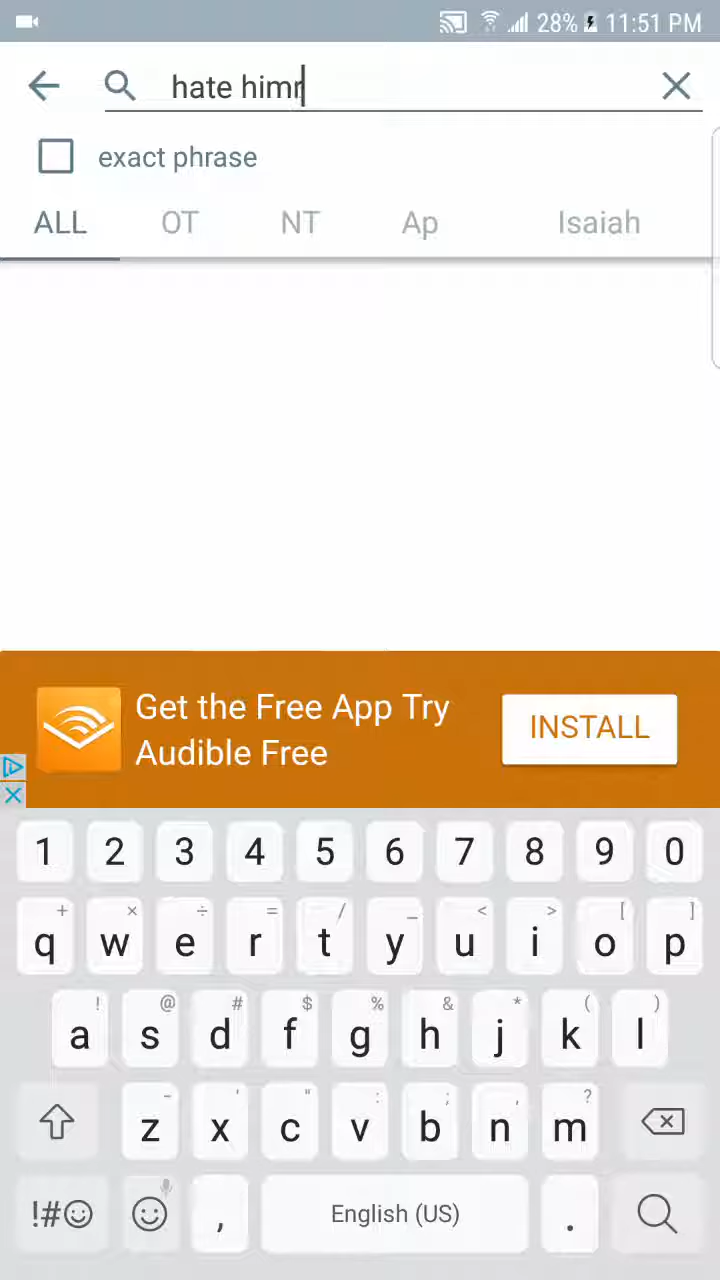 28% 11:51 PM
hate himr
exact phrase
ALL OT NT Ap Isaiah
Get the Free App Try
Audible Free
INSTALL
1 2 3 4 5 6 7 8 9 0
+ × ÷ = / _ < > [ ]
q w e r t y u i o p
! @ # $ % & * ( )
a s d f g h j k l
- ' " : ; , ?
z x c v b n m
!#☺ , English (US) .